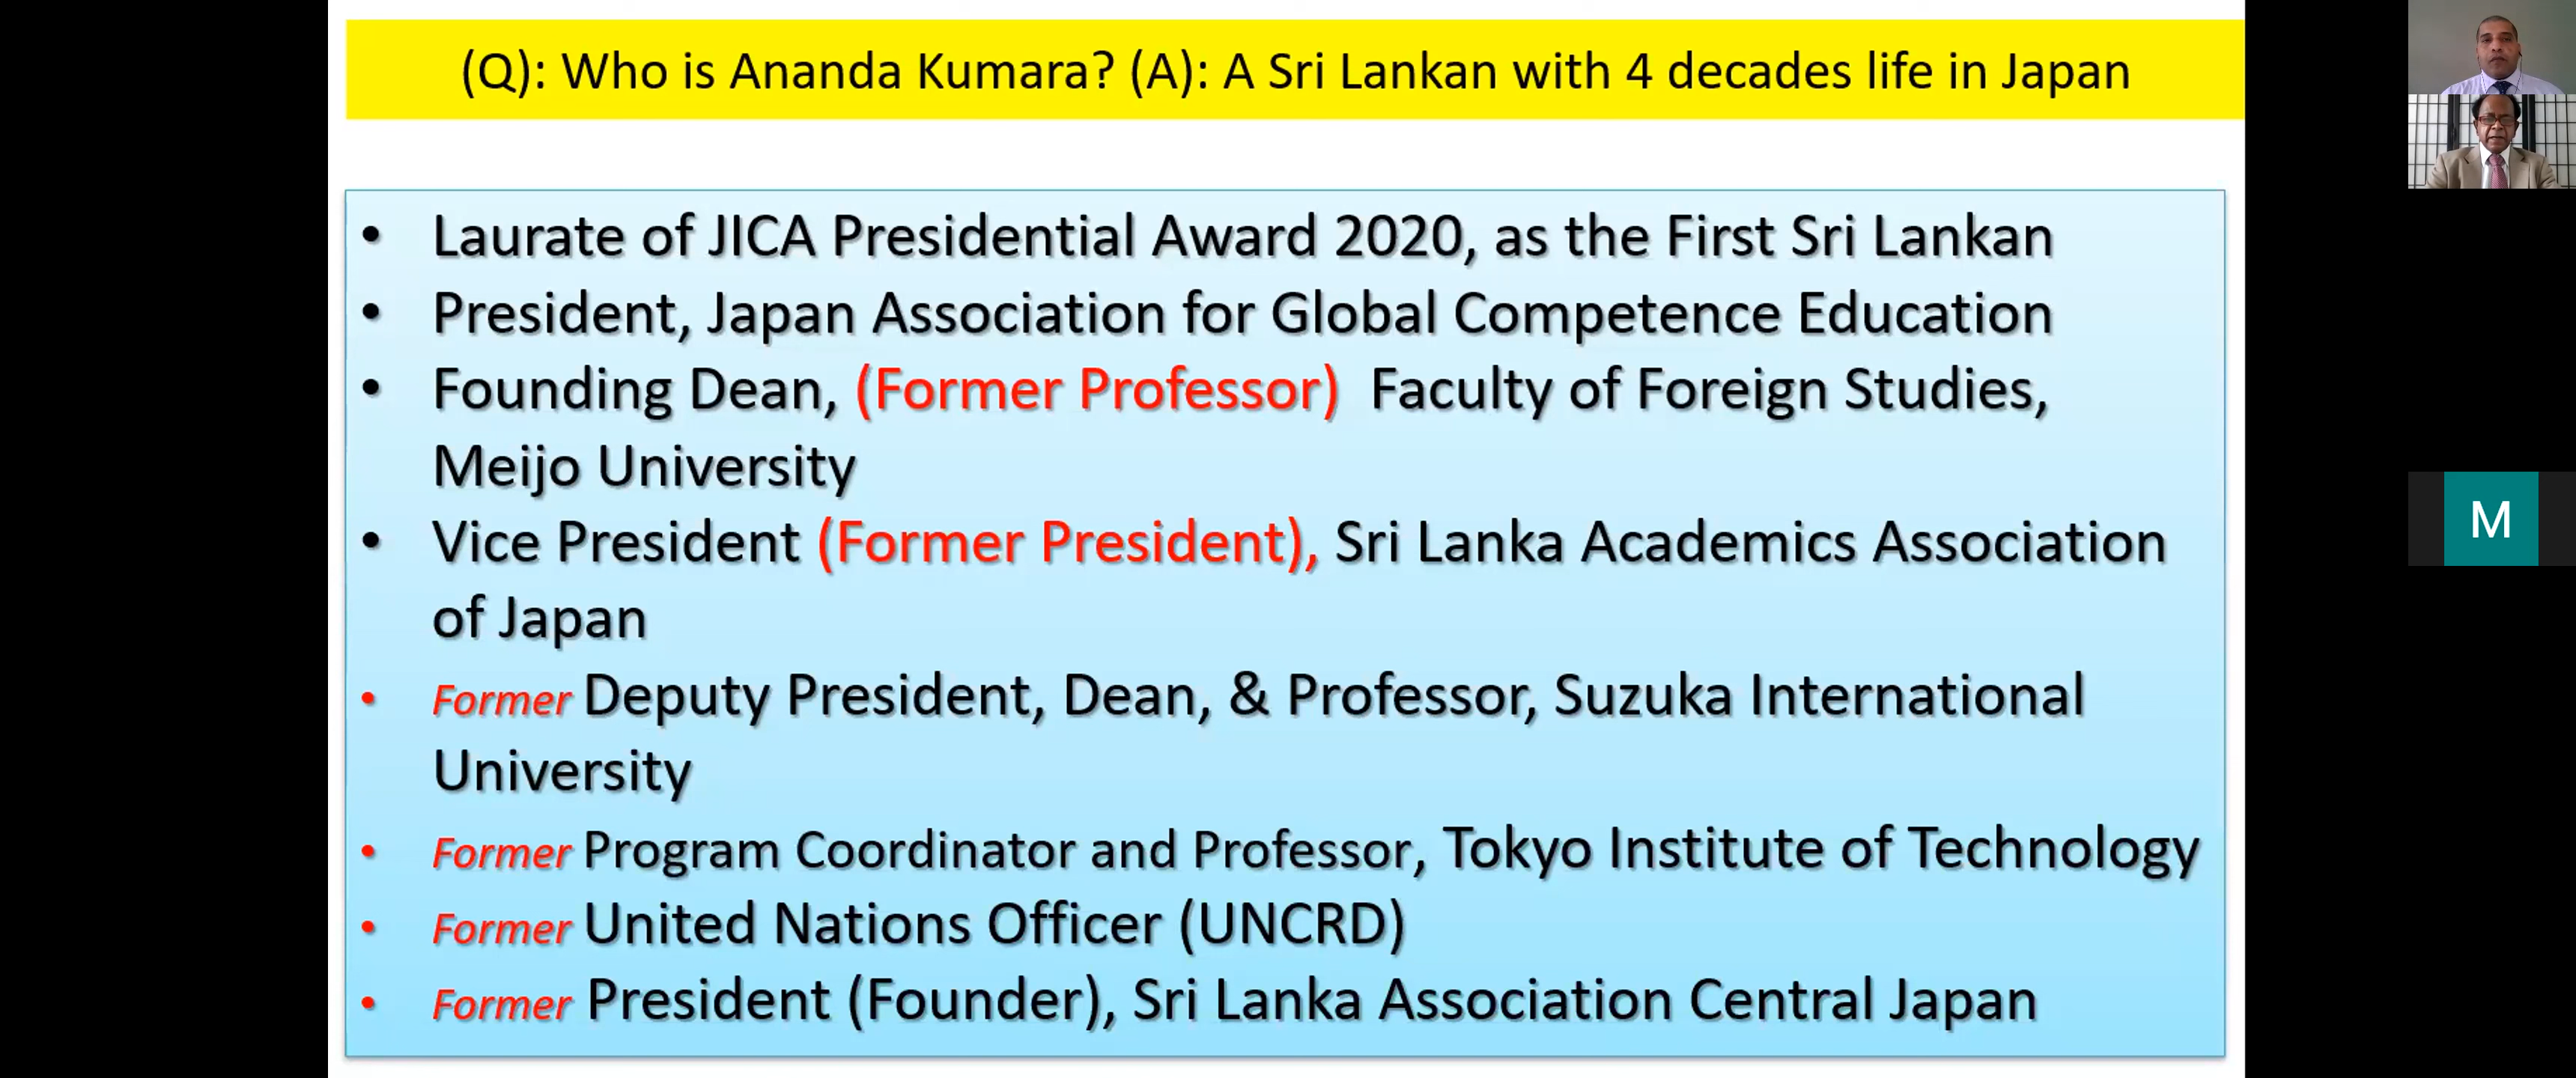 (Q): Who is Ananda Kumara? (A): A Sri Lankan with 4 decades life in Japan
• Laurate of JICA Presidential Award 2020, as the First Sri Lankan
• President, Japan Association for Global Competence Education
• Founding Dean, (Former Professor) Faculty of Foreign Studies,
Meijo University
• Vice President (Former President), Sri Lanka Academics Association
of Japan
• Former Deputy President, Dean, & Professor, Suzuka International
University
• Former Program Coordinator and Professor, Tokyo Institute of Technology
• Former United Nations Officer (UNCRD)
• Former President (Founder), Sri Lanka Association Central Japan
M